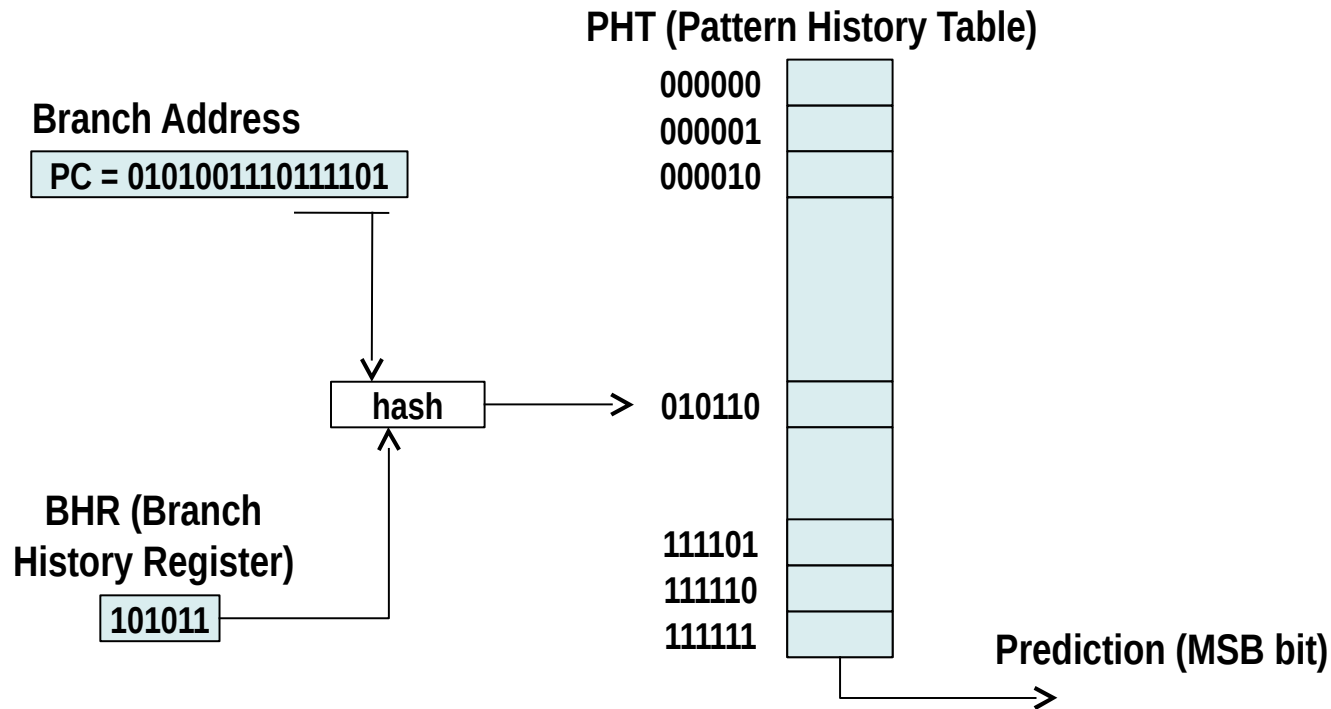 PHT (Pattern History Table)
000000
000001
000010
Branch Address
PC = 0101001110111101
hash
010110
BHR (Branch
History Register)
101011
111101
111110
111111
Prediction (MSB bit)